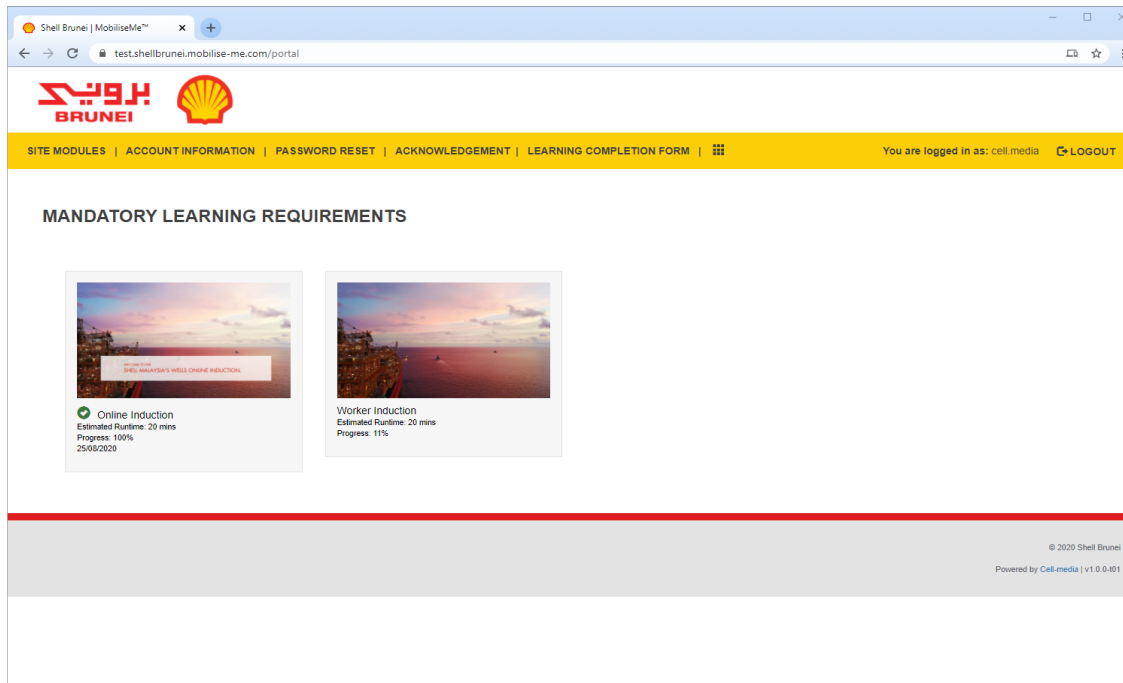 Shell Brunei | MobiliseMe™
test.shellbrunei.mobilise-me.com/portal
بروني
BRUNEI
SITE MODULES | ACCOUNT INFORMATION | PASSWORD RESET | ACKNOWLEDGEMENT | LEARNING COMPLETION FORM |
You are logged in as: cell.media LOGOUT
MANDATORY LEARNING REQUIREMENTS
SHELL MALAYSIA'S WELLS ONLINE INDUCTION.
Online Induction
Estimated Runtime: 20 mins
Progress: 100%
25/08/2020
Worker Induction
Estimated Runtime: 20 mins
Progress: 11%
© 2020 Shell Brunei
Powered by Cell-media | v1.0.0-t01